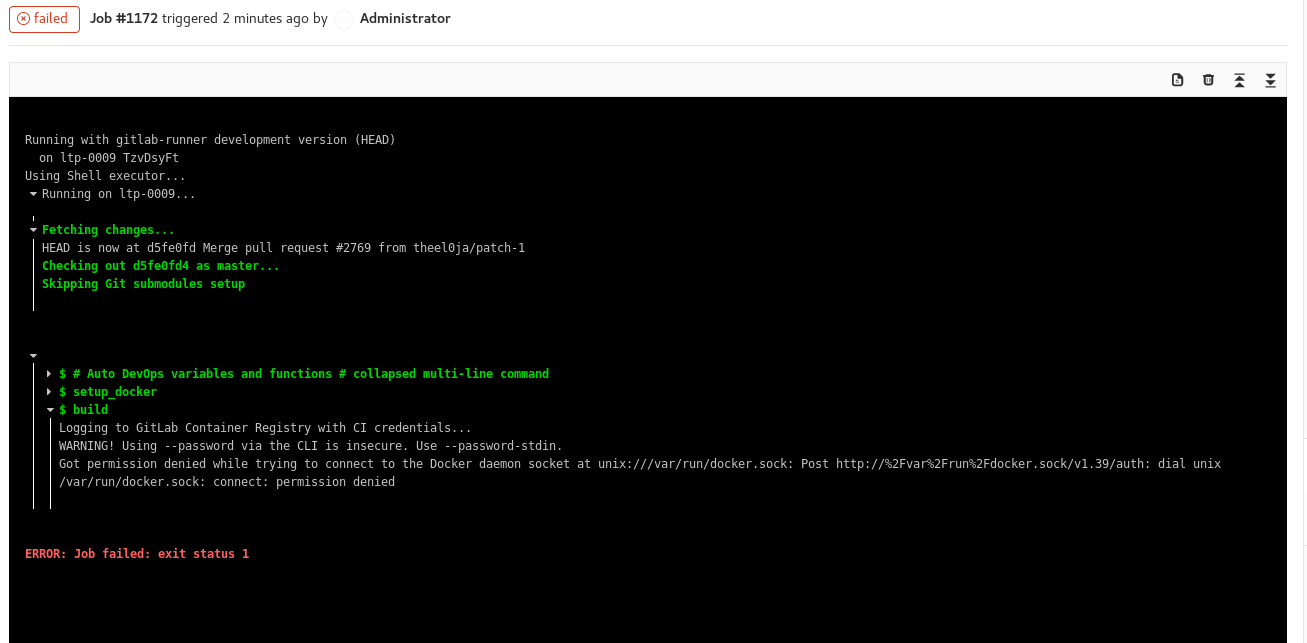 failed Job #1172 triggered 2 minutes ago by Administrator
Running with gitlab-runner development version (HEAD)
on ltp-0009 TzvDsyFt
Using Shell executor...
Running on ltp-0009...
Fetching changes...
HEAD is now at d5fe0fd Merge pull request #2769 from theel0ja/patch-1
Checking out d5fe0fd4 as master...
Skipping Git submodules setup
$ # Auto DevOps variables and functions # collapsed multi-line command
$ setup_docker
$ build
Logging to GitLab Container Registry with CI credentials...
WARNING! Using --password via the CLI is insecure. Use --password-stdin.
Got permission denied while trying to connect to the Docker daemon socket at unix:///var/run/docker.sock: Post http://%2Fvar%2Frun%2Fdocker.sock/v1.39/auth: dial unix
/var/run/docker.sock: connect: permission denied
ERROR: Job failed: exit status 1